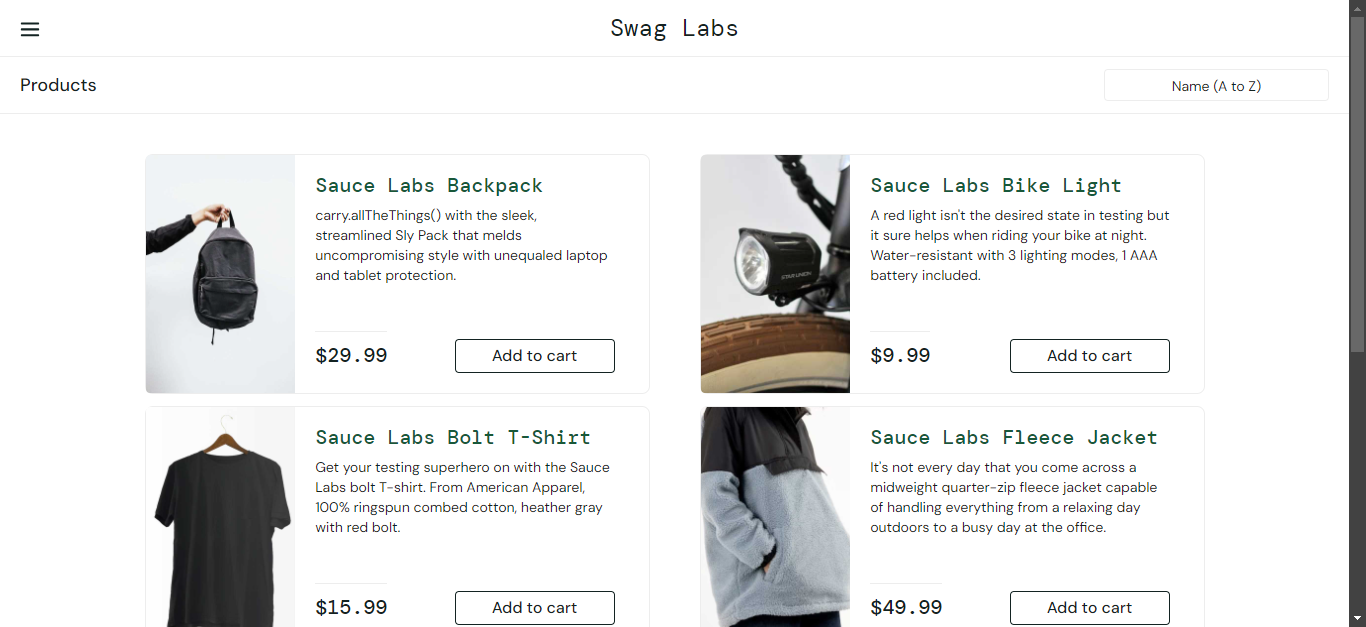 Swag Labs
Products
Name (A to Z)
Sauce Labs Backpack
carry.allTheThings() with the sleek,
streamlined Sly Pack that melds
uncompromising style with unequaled laptop
and tablet protection.
$29.99
Add to cart
Sauce Labs Bike Light
A red light isn't the desired state in testing but
it sure helps when riding your bike at night.
Water-resistant with 3 lighting modes, 1 AAA
battery included.
STAR UNION
$9.99
Add to cart
Sauce Labs Bolt T-Shirt
Get your testing superhero on with the Sauce
Labs bolt T-shirt. From American Apparel,
100% ringspun combed cotton, heather gray
with red bolt.
$15.99
Add to cart
Sauce Labs Fleece Jacket
It's not every day that you come across a
midweight quarter-zip fleece jacket capable
of handling everything from a relaxing day
outdoors to a busy day at the office.
$49.99
Add to cart